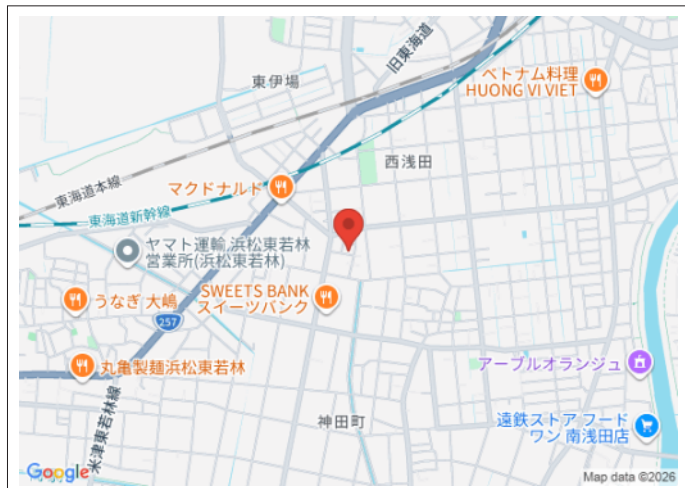 旧東海道
東伊場
ベトナム料理
HUONG VI VIET
西浅田
東海道本線
マクドナルド
東海道新幹線
ヤマト運輸 浜松東若林
営業所(浜松東若林)
SWEETS BANK
スイーツバンク
うなぎ 大嶋
257
丸亀製麺浜松東若林
アーブルオランジュ
米津東若林線
神田町
遠鉄ストア フード
ワン 南浅田店
Google
Map data ©2026